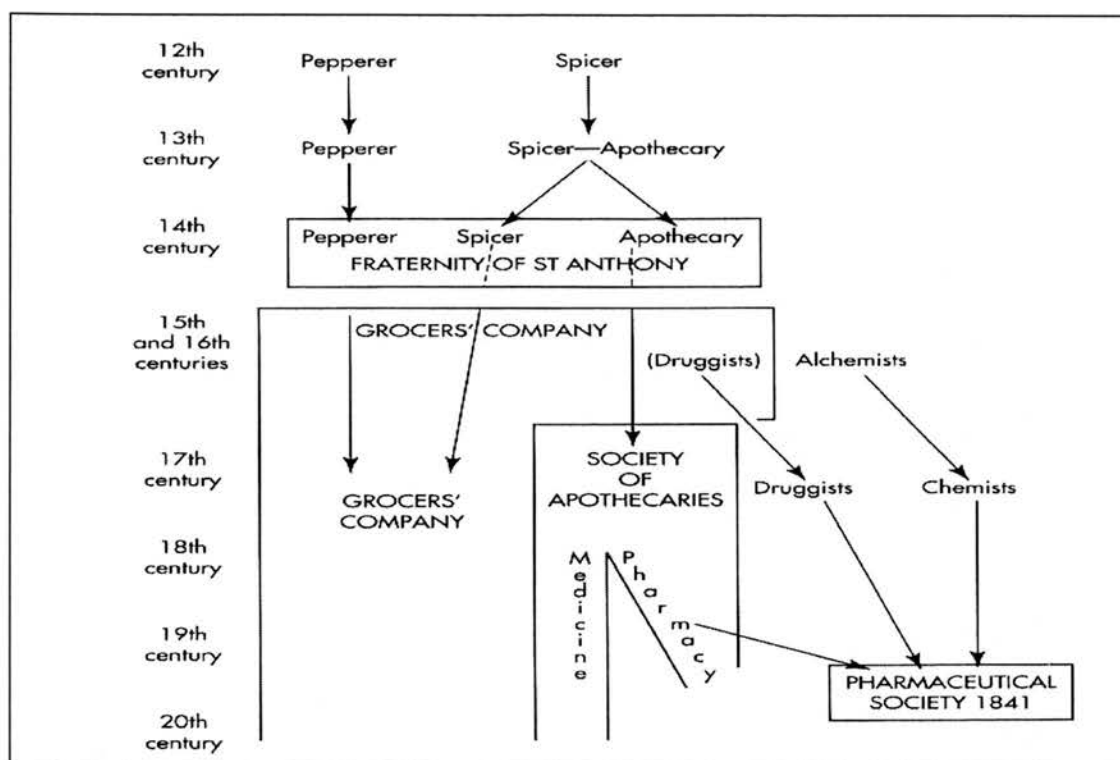 12th
century
Pepperer
Spicer
13th
century
Pepperer
Spicer—Apothecary
14th
century
Pepperer
Spicer
Apothecary
FRATERNITY OF ST ANTHONY
15th
and 16th
centuries
GROCERS' COMPANY
(Druggists)
Alchemists
17th
century
GROCERS'
COMPANY
SOCIETY
OF
APOTHECARIES
Druggists
Chemists
18th
century
Medicine
Pharmacy
19th
century
PHARMACEUTICAL
SOCIETY 1841
20th
century